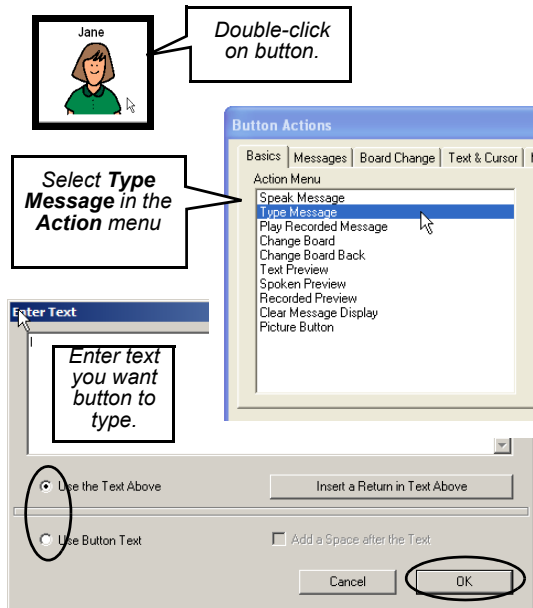 Jane
Double-click
on button.
Button Actions
Basics Messages Board Change Text & Cursor
Select Type
Message in the
Action menu
Action Menu
Speak Message
Type Message
Play Recorded Message
Change Board
Change Board Back
Text Preview
Spoken Preview
Recorded Preview
Clear Message Display
Picture Button
Enter Text
Enter text
you want
button to
type.
Use the Text Above
Insert a Return in Text Above
Use Button Text
Add a Space after the Text
Cancel
OK